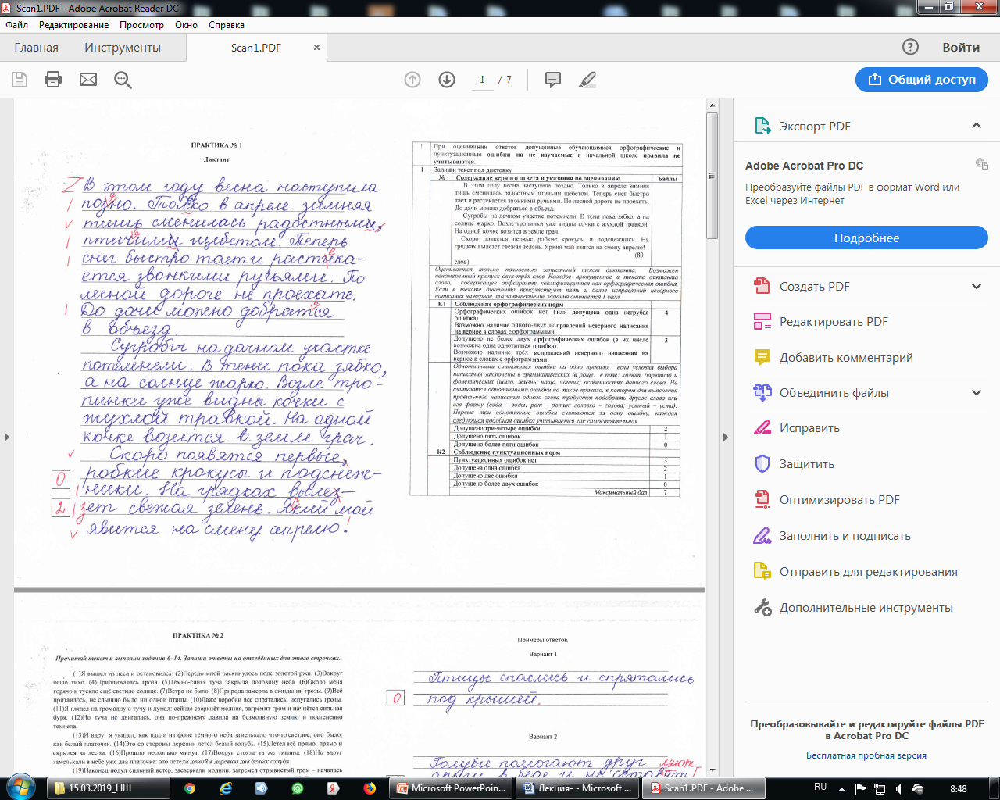 Scan1.PDF - Adobe Acrobat Reader DC
Файл Редактирование Просмотр Окно Справка
Главная Инструменты Scan1.PDF × Войти
1 / 7 Общий доступ
ПРАКТИКА № 1
Диктант
I В этом году весна наступила
позно. Толко в апреле зимняя
тишь сменилась радостными,
птичими щебетом. Теперь
снег быстро тает и растика-
ется звонкими ручьями. По
лесной дороге не проехать.
До дачи можно добратся
в объезд.
Сугробы на дачном участке
потемнели. В тени пока зябко,
а на солнце жарко. Возле тро-
пинки уже видны кочки с
жухлой травкой. На одной
кочке возится в земле грач.
Скоро появятся первые,
робкие крокусы и подснеж-
ники. На грядках вылез-
зет свежая зелень. Який май
явится на смену апрелю!
0
2
! При оценивании ответов допущенные обучающимися орфографические и
пунктуационные ошибки на не изучаемые в начальной школе правила не
учитываются.
1 Запиши текст под диктовку.
№ Содержание верного ответа и указания по оцениванию Баллы
В этом году весна наступила поздно. Только в апреле зимняя
тишь сменилась радостным птичьим щебетом. Теперь снег быстро
тает и растекается звонкими ручьями. По лесной дороге не проехать.
До дачи можно добраться в объезд.
Сугробы на дачном участке потемнели. В тени пока зябко, а на
солнце жарко. Возле тропинки уже видны кочки с жухлой травкой.
На одной кочке возится в земле грач.
Скоро появятся первые робкие крокусы и подснежники. На
грядках вылезет свежая зелень. Яркий май явится на смену апрелю!
(80
слов)
Оценивается только полностью записанный текст диктанта. Возможен
ненамеренный пропуск двух-трёх слов. Каждое пропущенное в тексте диктанта
слово, содержащее орфограмму, квалифицируется как орфографическая ошибка.
Если в тексте диктанта присутствует пять и более исправлений неверного
написания на верное, то за выполнение задания снимается 1 балл
К1 Соблюдение орфографических норм
Орфографических ошибок нет (или допущена одна негрубая 4
ошибка).
Возможно наличие одного-двух исправлений неверного написания
на верное в словах с орфограммами
Допущено не более двух орфографических ошибок (в их числе 3
возможна одна однотипная ошибка).
Возможно наличие трёх исправлений неверного написания на
верное в словах с орфограммами
Однотипными считаются ошибки на одно правило, если условия выбора
написания заключены в грамматических (в роще, в поле; колют, борются) и
фонетических (шило, жизнь; чаща, чайник) особенностях данного слова. Не
считаются однотипными ошибки на такое правило, в котором для выяснения
правильного написания одного слова требуется подобрать другое слово или
его форму (вода – воды; рот – ротик; головка – голова; устный – уста).
Первые три однотипные ошибки считаются за одну ошибку, каждая
следующая подобная ошибка учитывается как самостоятельная
Допущено три-четыре ошибки 2
Допущено пять ошибок 1
Допущено более пяти ошибок 0
К2 Соблюдение пунктуационных норм
Пунктуационных ошибок нет 3
Допущена одна ошибка 2
Допущено две ошибки 1
Допущено более двух ошибок 0
Максимальный бал 7
ПРАКТИКА № 2
Прочитай текст и выполни задания 6–14. Запиши ответы на отведённых для этого строчках.
(1)Я вышел из леса и остановился. (2)Передо мной раскинулось поле золотой ржи. (3)Вокруг
было тихо. (4)Приближалась гроза. (5)Тёмно-синяя туча закрыла половину неба. (6)Около меня
горячо и тускло ещё светило солнце. (7)Ветра не было. (8)Природа замерла в ожидании грозы. (9)Всё
притаилось, не слышно было ни одной птицы. (10)Даже воробьи все спрятались, испугались грозы.
(11)Я глядел на громадную тучу и думал: сейчас сверкнёт молния, загремит гром и начнётся сильная
буря. (12)Но туча не двигалась, она по-прежнему давила на безмолвную землю и постепенно
темнела.
(13)И вдруг я увидел, как вдали на фоне тёмного неба замелькало что-то светлое, оно было,
как белый платочек. (14)Это со стороны деревни летел белый голубь. (15)Летел всё прямо, прямо и
скрылся за лесом. (16)Прошло несколько минут. (17)Вокруг стояла та же тишина. (18)Но вдруг
замелькали в небе уже два платочка: это летели домой в деревню два белых голубя.
(19)Наконец подул сильный ветер, засверкали молнии, загремел отрывистый гром – началась
Примеры ответов
Вариант 1
Птицы спаслись и спрятались
под крышей.
0
Вариант 2
Голуби помогают друг
Экспорт PDF
Adobe Acrobat Pro DC
Преобразуйте файлы PDF в формат Word или
Excel через Интернет
Подробнее
Создать PDF
Редактировать PDF
Добавить комментарий
Объединить файлы
Исправить
Защитить
Оптимизировать PDF
Заполнить и подписать
Отправить для редактирования
Дополнительные инструменты
Преобразовывайте и редактируйте файлы PDF
в Acrobat Pro DC
Бесплатная пробная версия
15.03.2019_НШ Microsoft PowerPoin... Лекция- - Microsoft ... Scan1.PDF - Adobe ... RU 8:48